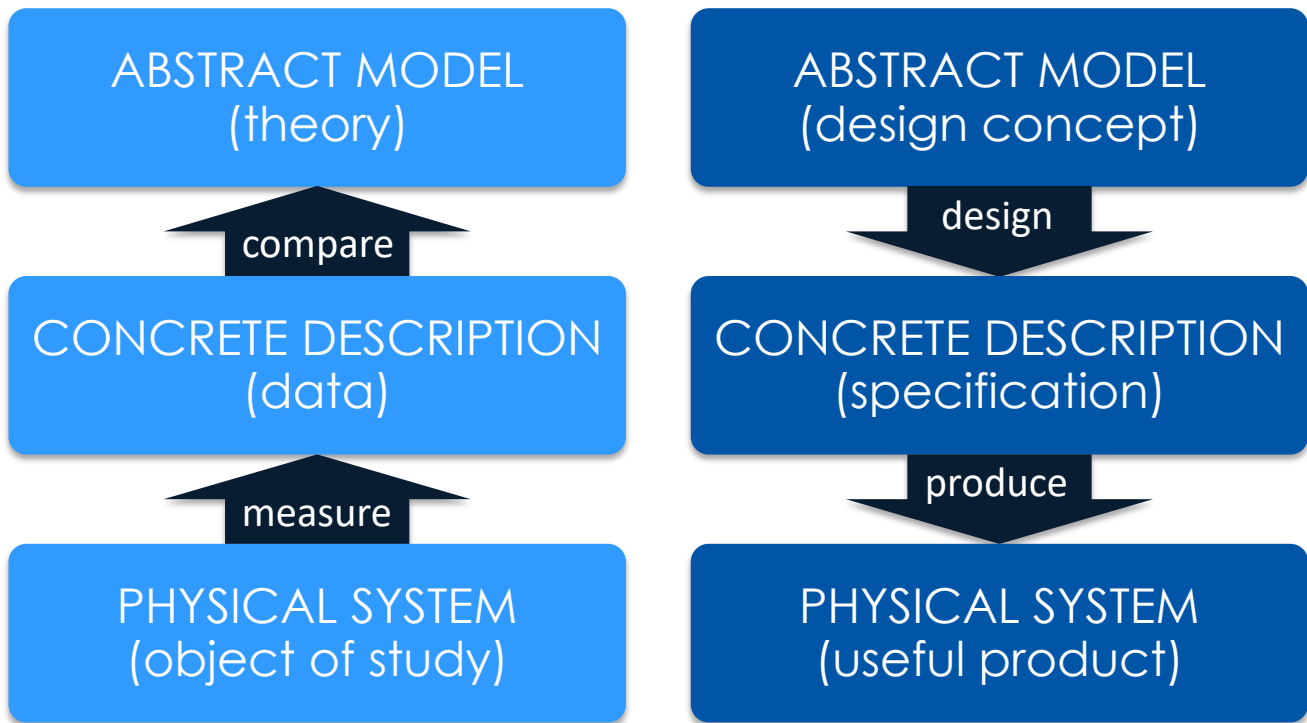 ABSTRACT MODEL
(theory)
compare
CONCRETE DESCRIPTION
(data)
measure
PHYSICAL SYSTEM
(object of study)
ABSTRACT MODEL
(design concept)
design
CONCRETE DESCRIPTION
(specification)
produce
PHYSICAL SYSTEM
(useful product)